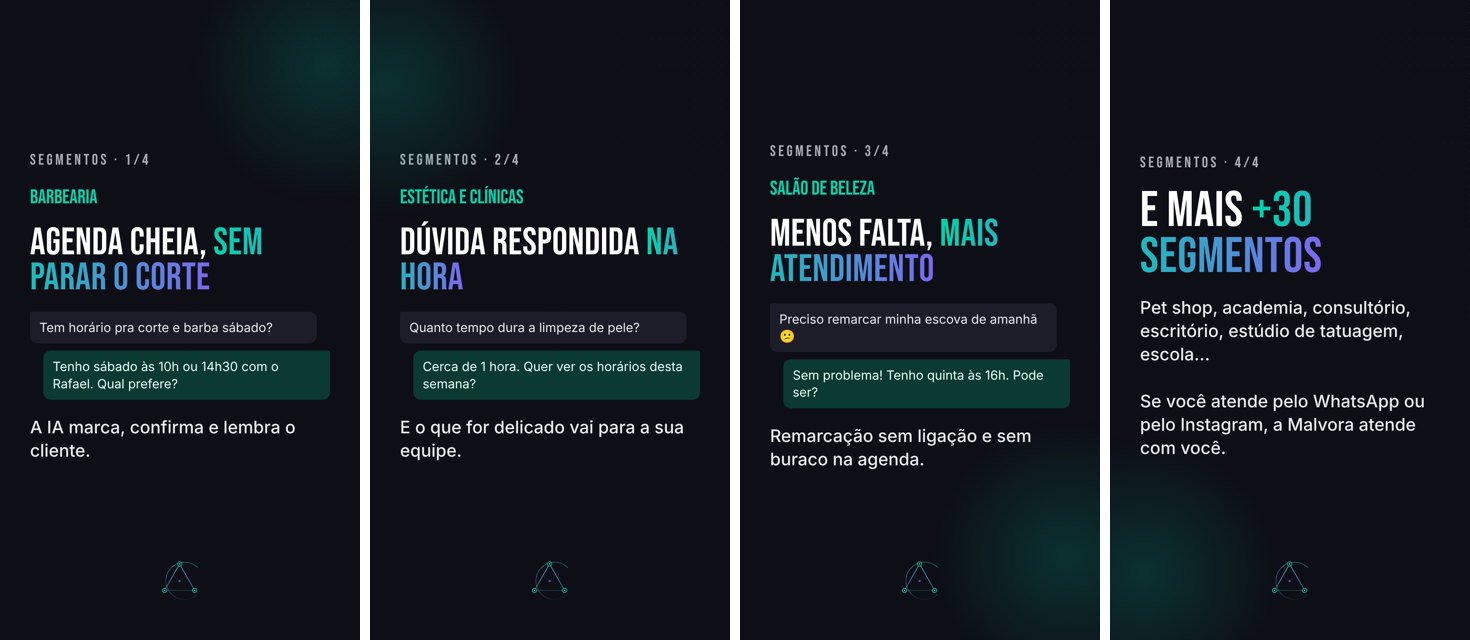 SEGMENTOS · 1/4
BARBEARIA
AGENDA CHEIA, SEM
PARAR O CORTE
Tem horário pra corte e barba sábado?
Tenho sábado às 10h ou 14h30 com o
Rafael. Qual prefere?
A IA marca, confirma e lembra o
cliente.
SEGMENTOS · 2/4
ESTÉTICA E CLÍNICAS
DÚVIDA RESPONDIDA NA
HORA
Quanto tempo dura a limpeza de pele?
Cerca de 1 hora. Quer ver os horários desta
semana?
E o que for delicado vai para a sua
equipe.
SEGMENTOS · 3/4
SALÃO DE BELEZA
MENOS FALTA, MAIS
ATENDIMENTO
Preciso remarcar minha escova de amanhã
😕
Sem problema! Tenho quinta às 16h. Pode
ser?
Remarcação sem ligação e sem
buraco na agenda.
SEGMENTOS · 4/4
E MAIS +30
SEGMENTOS
Pet shop, academia, consultório,
escritório, estúdio de tatuagem,
escola...
Se você atende pelo WhatsApp ou
pelo Instagram, a Malvora atende
com você.